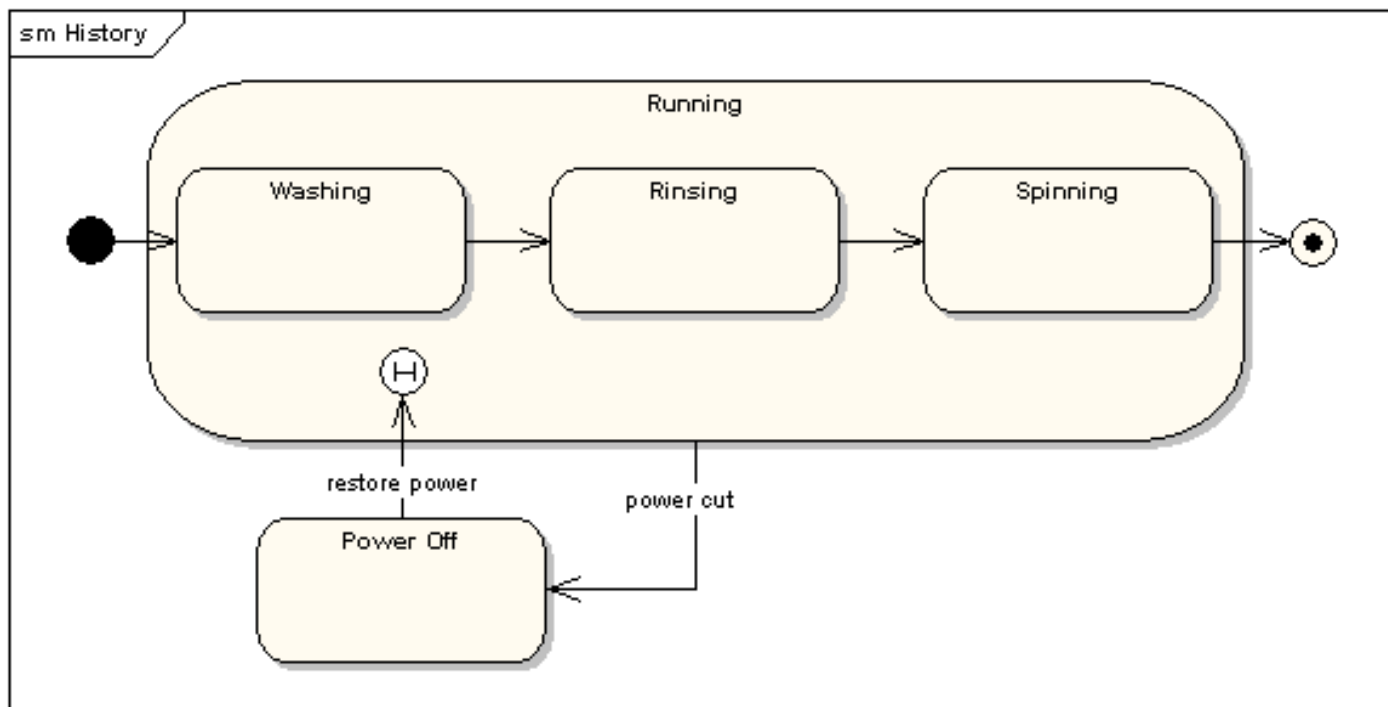 sm History
Running
Washing
Rinsing
Spinning
H
restore power
power cut
Power Off